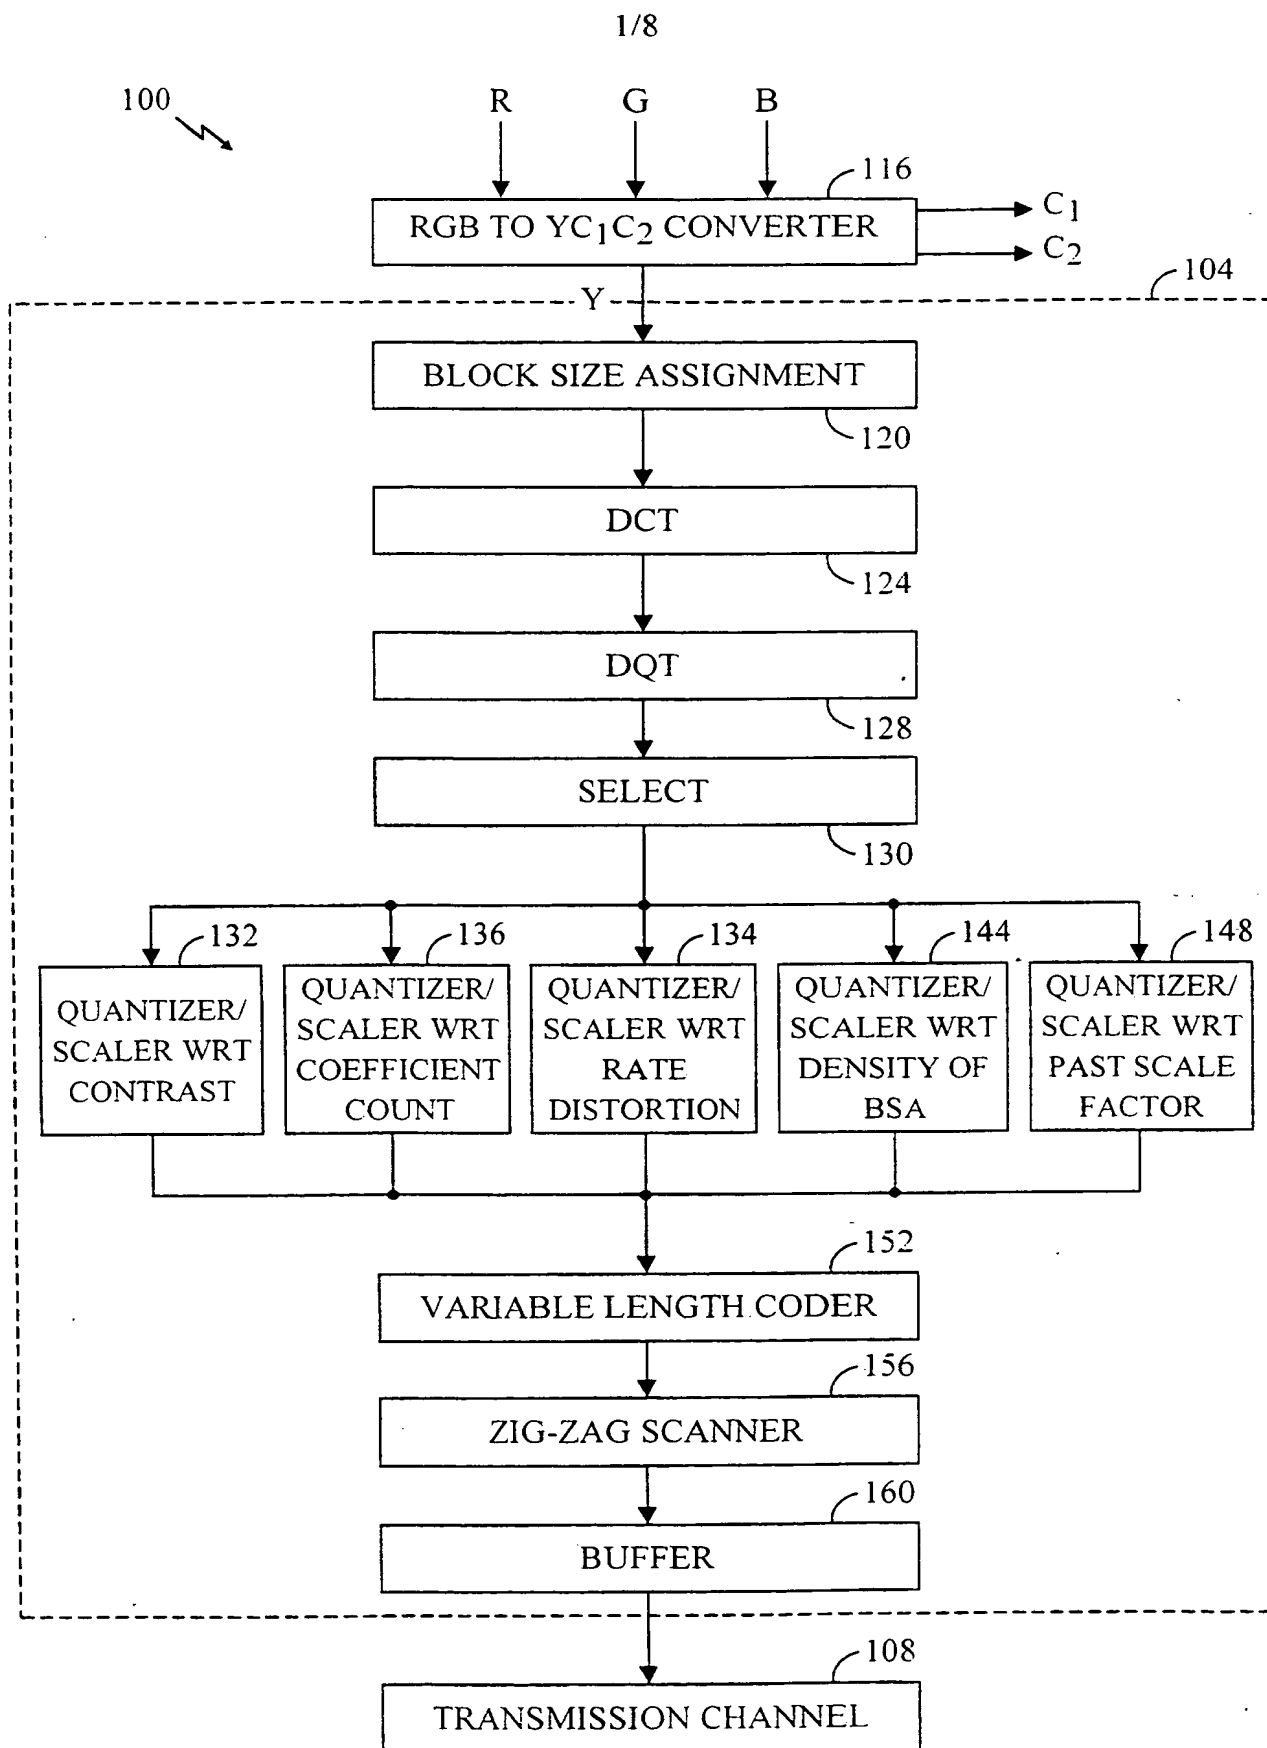 1/8
100
R G B
116
RGB TO YC1C2 CONVERTER
C1
C2
104
Y
BLOCK SIZE ASSIGNMENT
120
DCT
124
DQT
128
SELECT
130
132
QUANTIZER/
SCALER WRT
CONTRAST
136
QUANTIZER/
SCALER WRT
COEFFICIENT
COUNT
134
QUANTIZER/
SCALER WRT
RATE
DISTORTION
144
QUANTIZER/
SCALER WRT
DENSITY OF
BSA
148
QUANTIZER/
SCALER WRT
PAST SCALE
FACTOR
152
VARIABLE LENGTH CODER
156
ZIG-ZAG SCANNER
160
BUFFER
108
TRANSMISSION CHANNEL